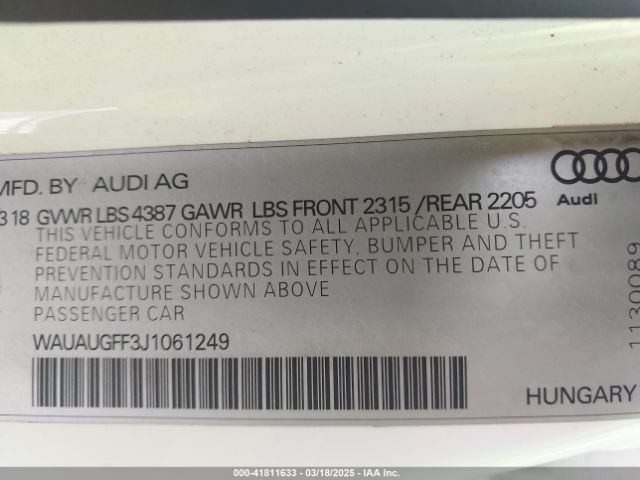 MFD. BY AUDI AG
318 GVWR LBS 4387 GAWR LBS FRONT 2315 /REAR 2205
Audi
THIS VEHICLE CONFORMS TO ALL APPLICABLE U.S.
FEDERAL MOTOR VEHICLE SAFETY, BUMPER AND THEFT
PREVENTION STANDARDS IN EFFECT ON THE DATE OF
MANUFACTURE SHOWN ABOVE
PASSENGER CAR
WAUAUGFF3J1061249
1130089
HUNGARY
000-41811633 — 03/18/2025 — IAA Inc.